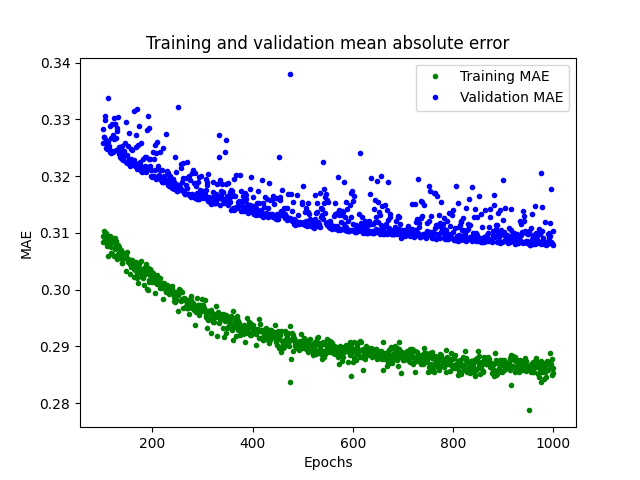 Training and validation mean absolute error
0.34
0.33
0.32
0.31
0.30
0.29
0.28
MAE
Training MAE
Validation MAE
200
400
600
800
1000
Epochs